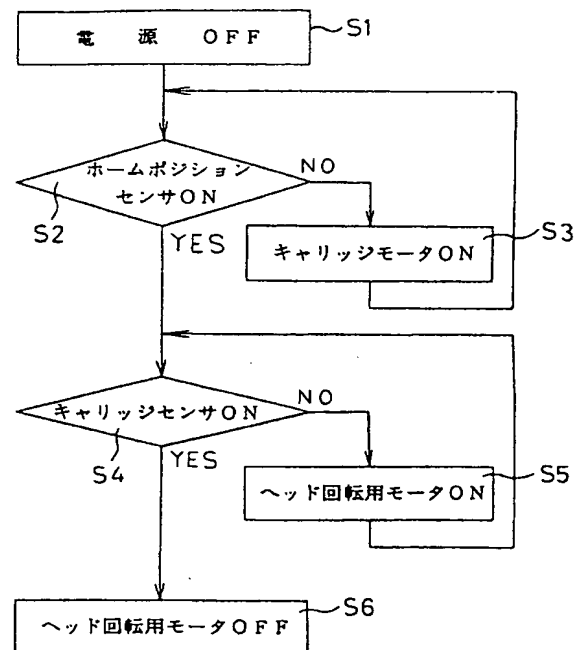 電源 OFF
S1
ホームポジション
センサON
NO
S2
YES
キャリッジモータON
S3
キャリッジセンサON
NO
S4
YES
ヘッド回転用モータON
S5
ヘッド回転用モータOFF
S6